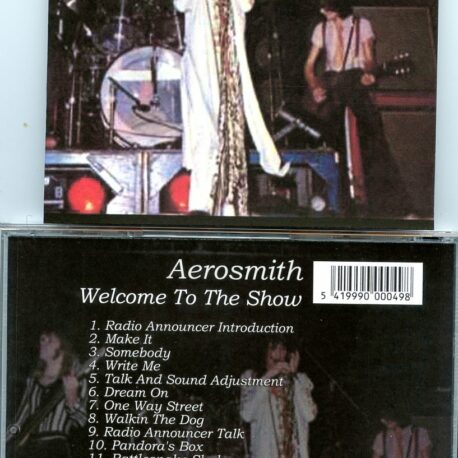 Aerosmith
Welcome To The Show
5 419990 000498
1. Radio Announcer Introduction
2. Make It
3. Somebody
4. Write Me
5. Talk And Sound Adjustment
6. Dream On
7. One Way Street
8. Walkin The Dog
9. Radio Announcer Talk
10. Pandora's Box
11. Rattlesnake